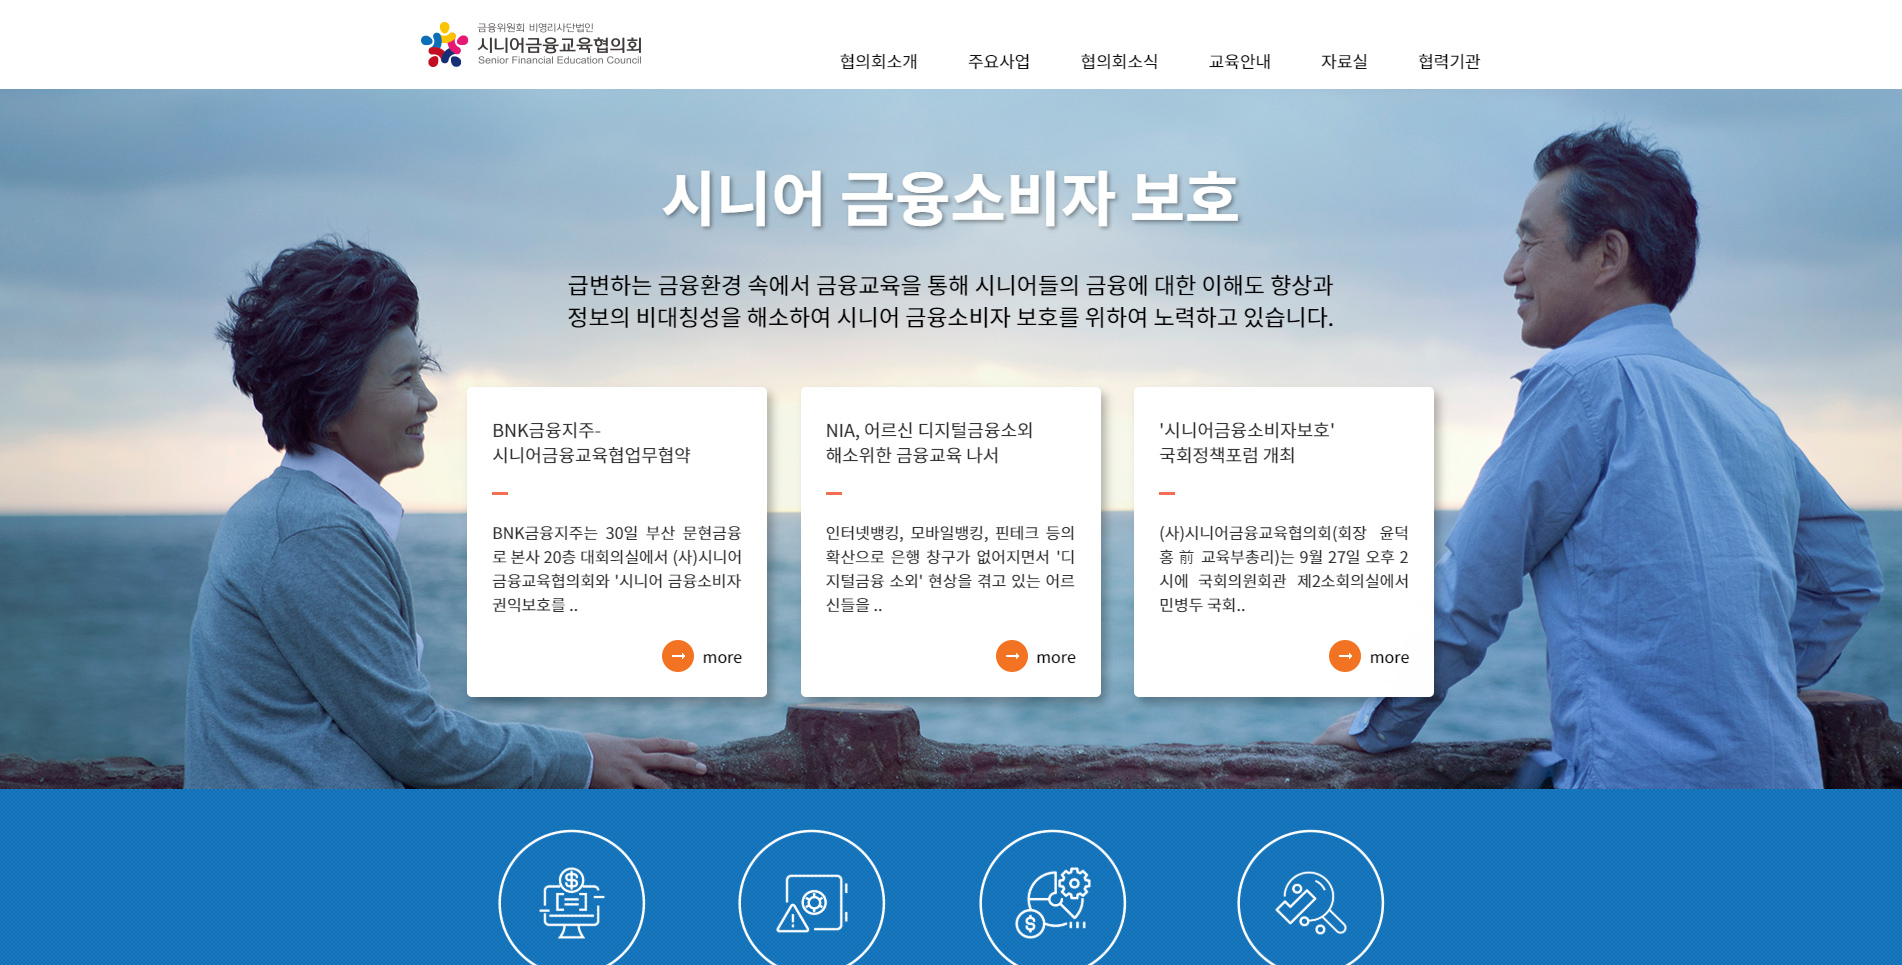 금융위원회 비영리사단법인
시니어금융교육협의회
Senior Financial Education Council
협의회소개
주요사업
협의회소식
교육안내
자료실
협력기관
시니어 금융소비자 보호
급변하는 금융환경 속에서 금융교육을 통해 시니어들의 금융에 대한 이해도 향상과
정보의 비대칭성을 해소하여 시니어 금융소비자 보호를 위하여 노력하고 있습니다.
BNK금융지주-
시니어금융교육협업무협약
BNK금융지주는 30일 부산 문현금융
로 본사 20층 대회의실에서 (사)시니어
금융교육협의회와 '시니어 금융소비자
권익보호를 ..
more
NIA, 어르신 디지털금융소외
해소위한 금융교육 나서
인터넷뱅킹, 모바일뱅킹, 핀테크 등의
확산으로 은행 창구가 없어지면서 '디
지털금융 소외' 현상을 겪고 있는 어르
신들을 ..
more
'시니어금융소비자보호'
국회정책포럼 개최
(사)시니어금융교육협의회(회장 윤덕
홍 前 교육부총리)는 9월 27일 오후 2
시에 국회의원회관 제2소회의실에서
민병두 국회..
more